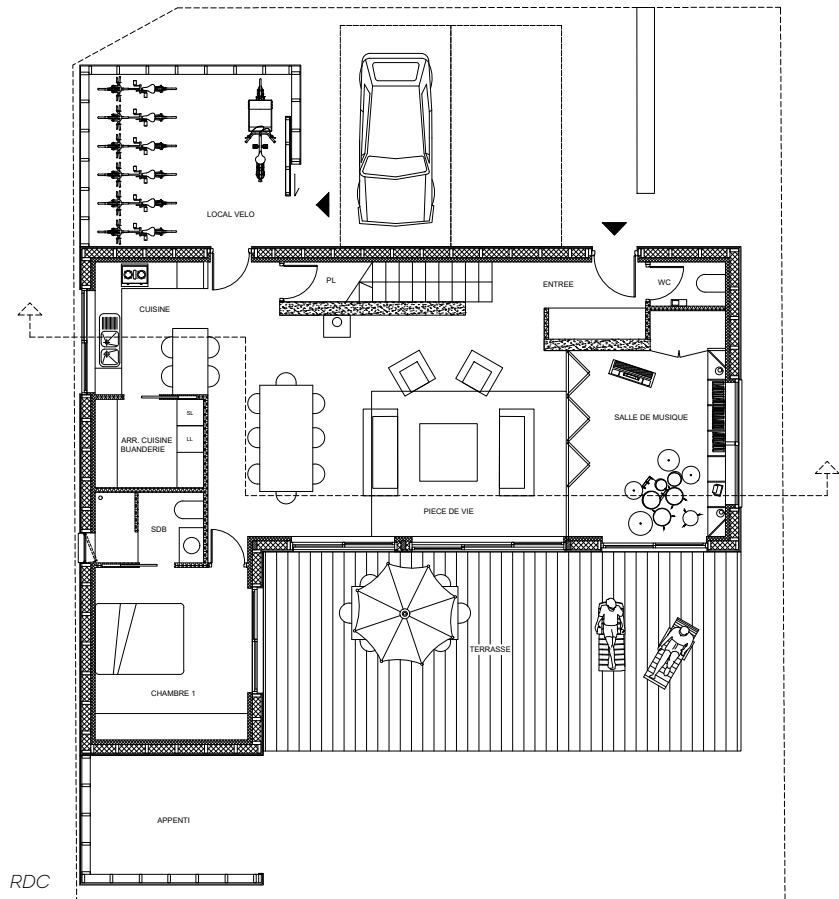 LOCAL VELO
PL
ENTREE
WC
CUISINE
SL
LL
ARR. CUISINE
BUANDERIE
SALLE DE MUSIQUE
SDB
PIECE DE VIE
TERRASSE
CHAMBRE 1
APPENTI
RDC